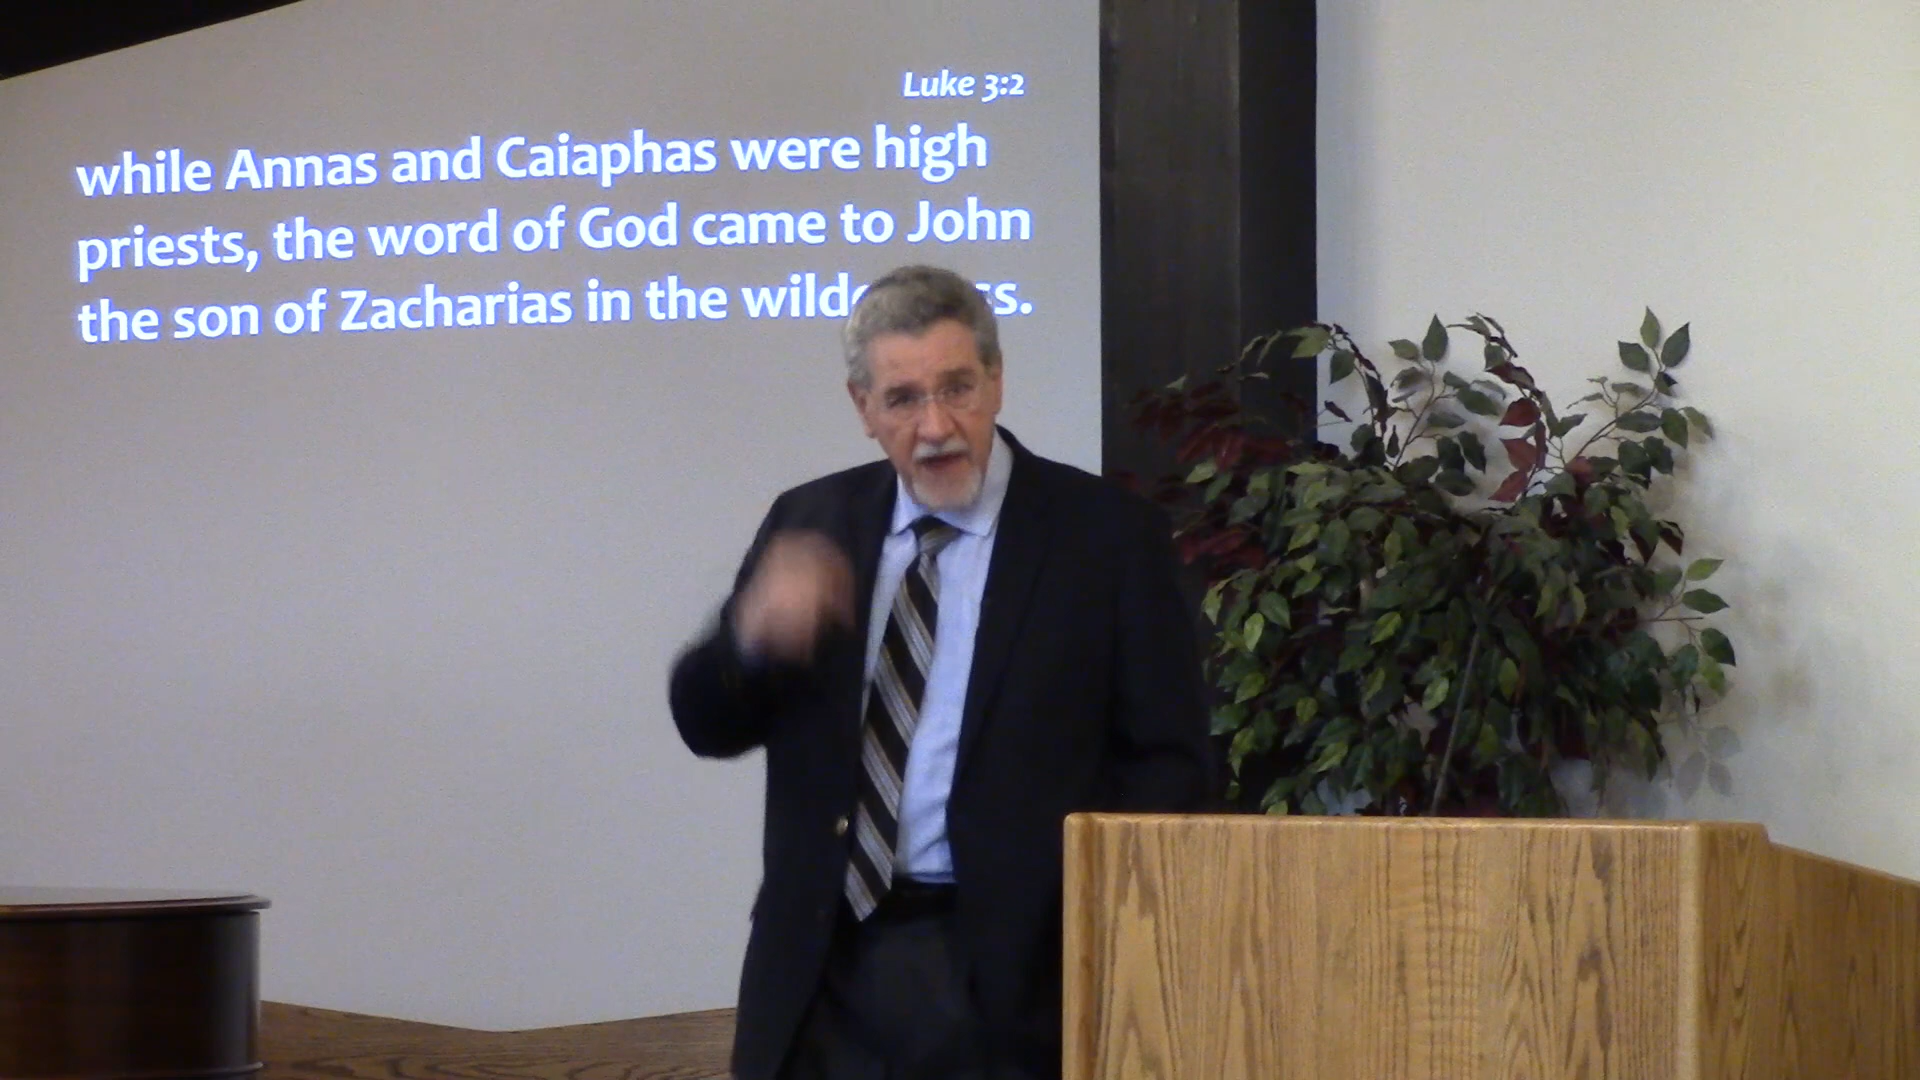 Luke 3:2
while Annas and Caiaphas were high
priests, the word of God came to John
the son of Zacharias in the